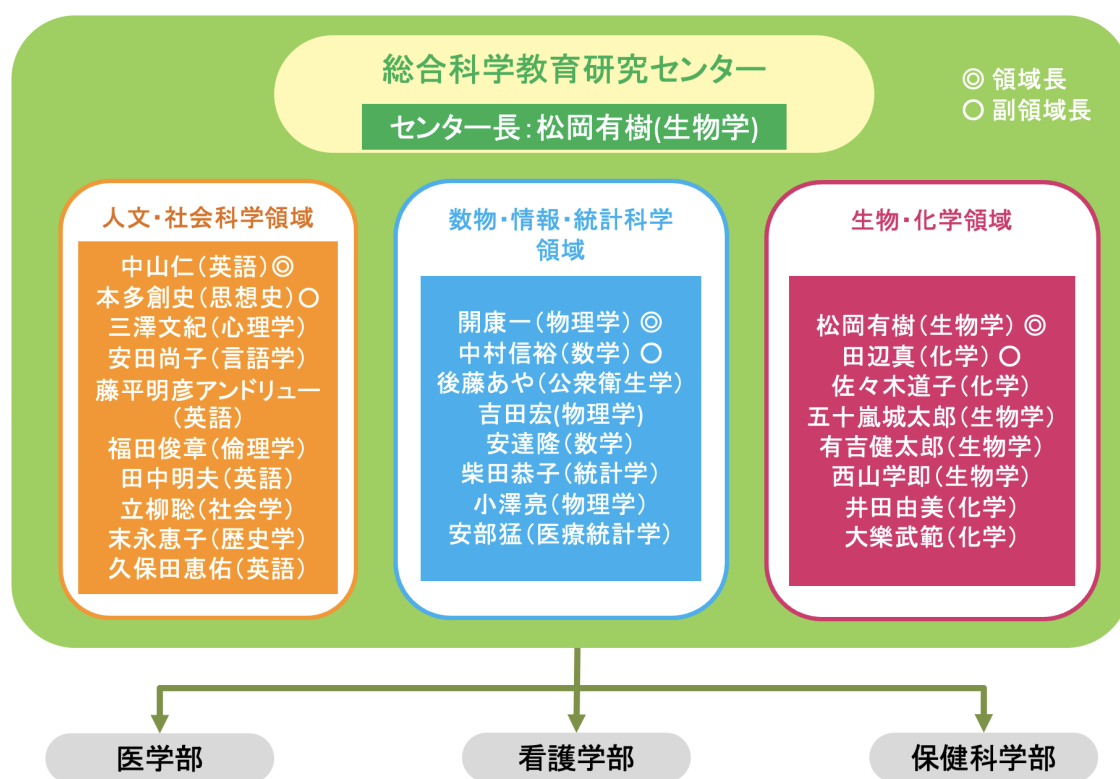 総合科学教育研究センター
センター長：松岡有樹(生物学)
◎ 領域長
○ 副領域長
人文・社会科学領域
中山仁（英語）◎
本多創史（思想史）○
三澤文紀（心理学）
安田尚子（言語学）
藤平明彦アンドリュー
（英語）
福田俊章（倫理学）
田中明夫（英語）
立柳聡（社会学）
末永恵子（歴史学）
久保田恵佑（英語）
数物・情報・統計科学
領域
開康一（物理学）◎
中村信裕（数学）○
後藤あや（公衆衛生学）
吉田宏(物理学)
安達隆（数学）
柴田恭子（統計学）
小澤亮（物理学）
安部猛（医療統計学）
生物・化学領域
松岡有樹（生物学）◎
田辺真（化学）○
佐々木道子（化学）
五十嵐城太郎（生物学）
有吉健太郎（生物学）
西山学即（生物学）
井田由美（化学）
大樂武範（化学）
医学部
看護学部
保健科学部